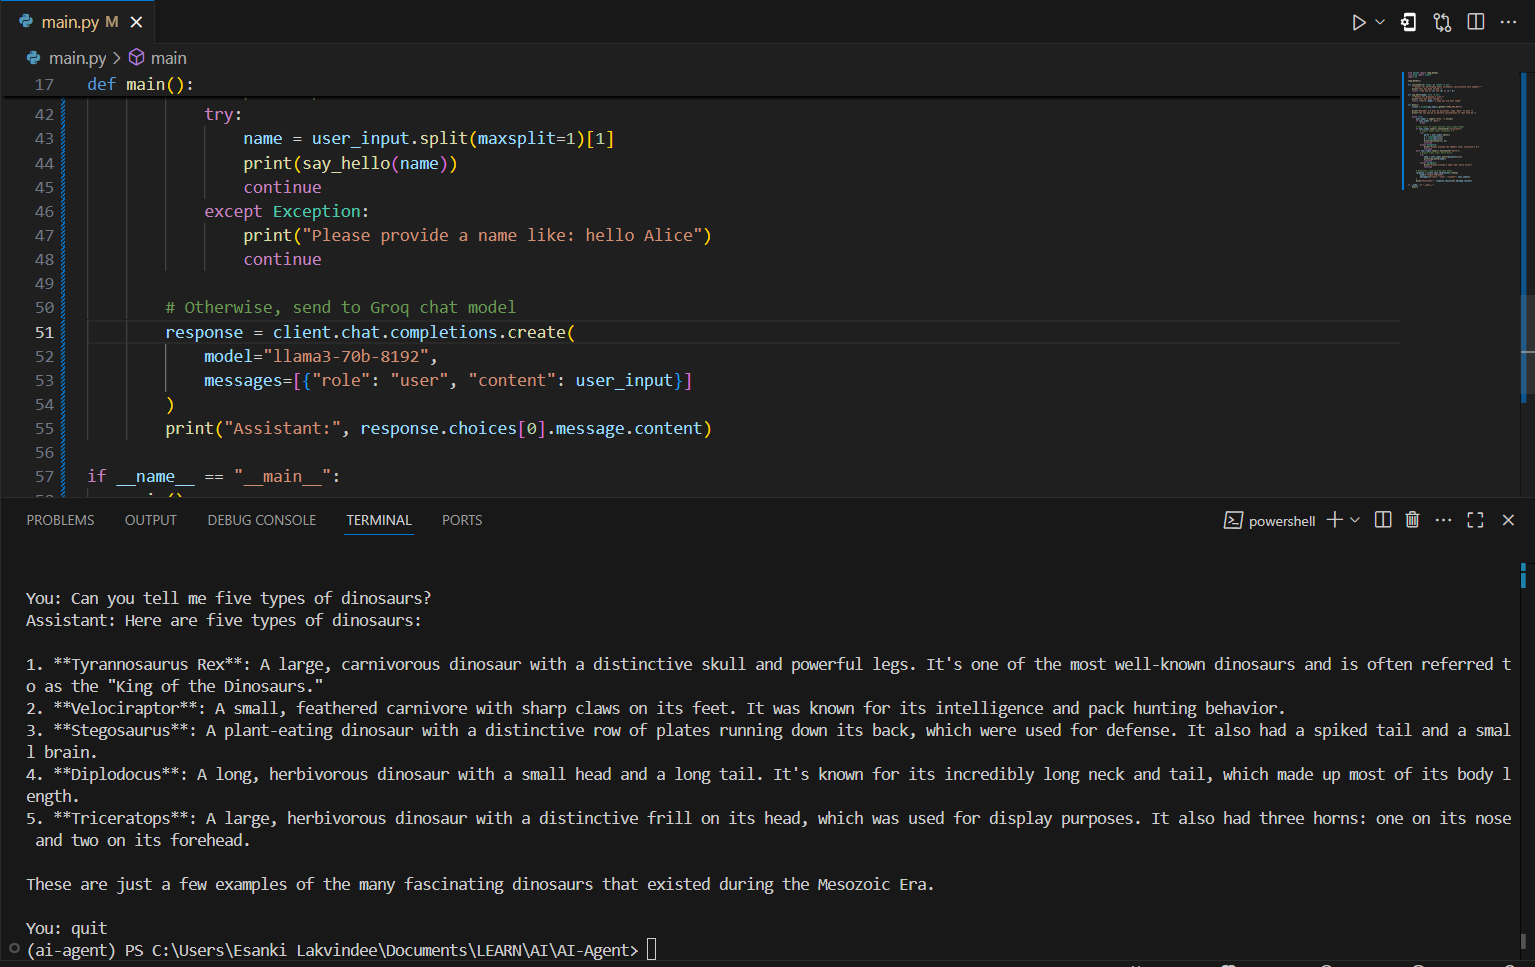 main.py M
main.py > main
17 def main():
42 try:
43 name = user_input.split(maxsplit=1)[1]
44 print(say_hello(name))
45 continue
46 except Exception:
47 print("Please provide a name like: hello Alice")
48 continue
49
50 # Otherwise, send to Groq chat model
51 response = client.chat.completions.create(
52 model="llama3-70b-8192",
53 messages=[{"role": "user", "content": user_input}]
54 )
55 print("Assistant:", response.choices[0].message.content)
56
57 if __name__ == "__main__":
PROBLEMS OUTPUT DEBUG CONSOLE TERMINAL PORTS powershell
You: Can you tell me five types of dinosaurs?
Assistant: Here are five types of dinosaurs:
1. **Tyrannosaurus Rex**: A large, carnivorous dinosaur with a distinctive skull and powerful legs. It's one of the most well-known dinosaurs and is often referred t
o as the "King of the Dinosaurs."
2. **Velociraptor**: A small, feathered carnivore with sharp claws on its feet. It was known for its intelligence and pack hunting behavior.
3. **Stegosaurus**: A plant-eating dinosaur with a distinctive row of plates running down its back, which were used for defense. It also had a spiked tail and a smal
l brain.
4. **Diplodocus**: A long, herbivorous dinosaur with a small head and a long tail. It's known for its incredibly long neck and tail, which made up most of its body l
ength.
5. **Triceratops**: A large, herbivorous dinosaur with a distinctive frill on its head, which was used for display purposes. It also had three horns: one on its nose
and two on its forehead.
These are just a few examples of the many fascinating dinosaurs that existed during the Mesozoic Era.
You: quit
(ai-agent) PS C:\Users\Esanki Lakvindee\Documents\LEARN\AI\AI-Agent>